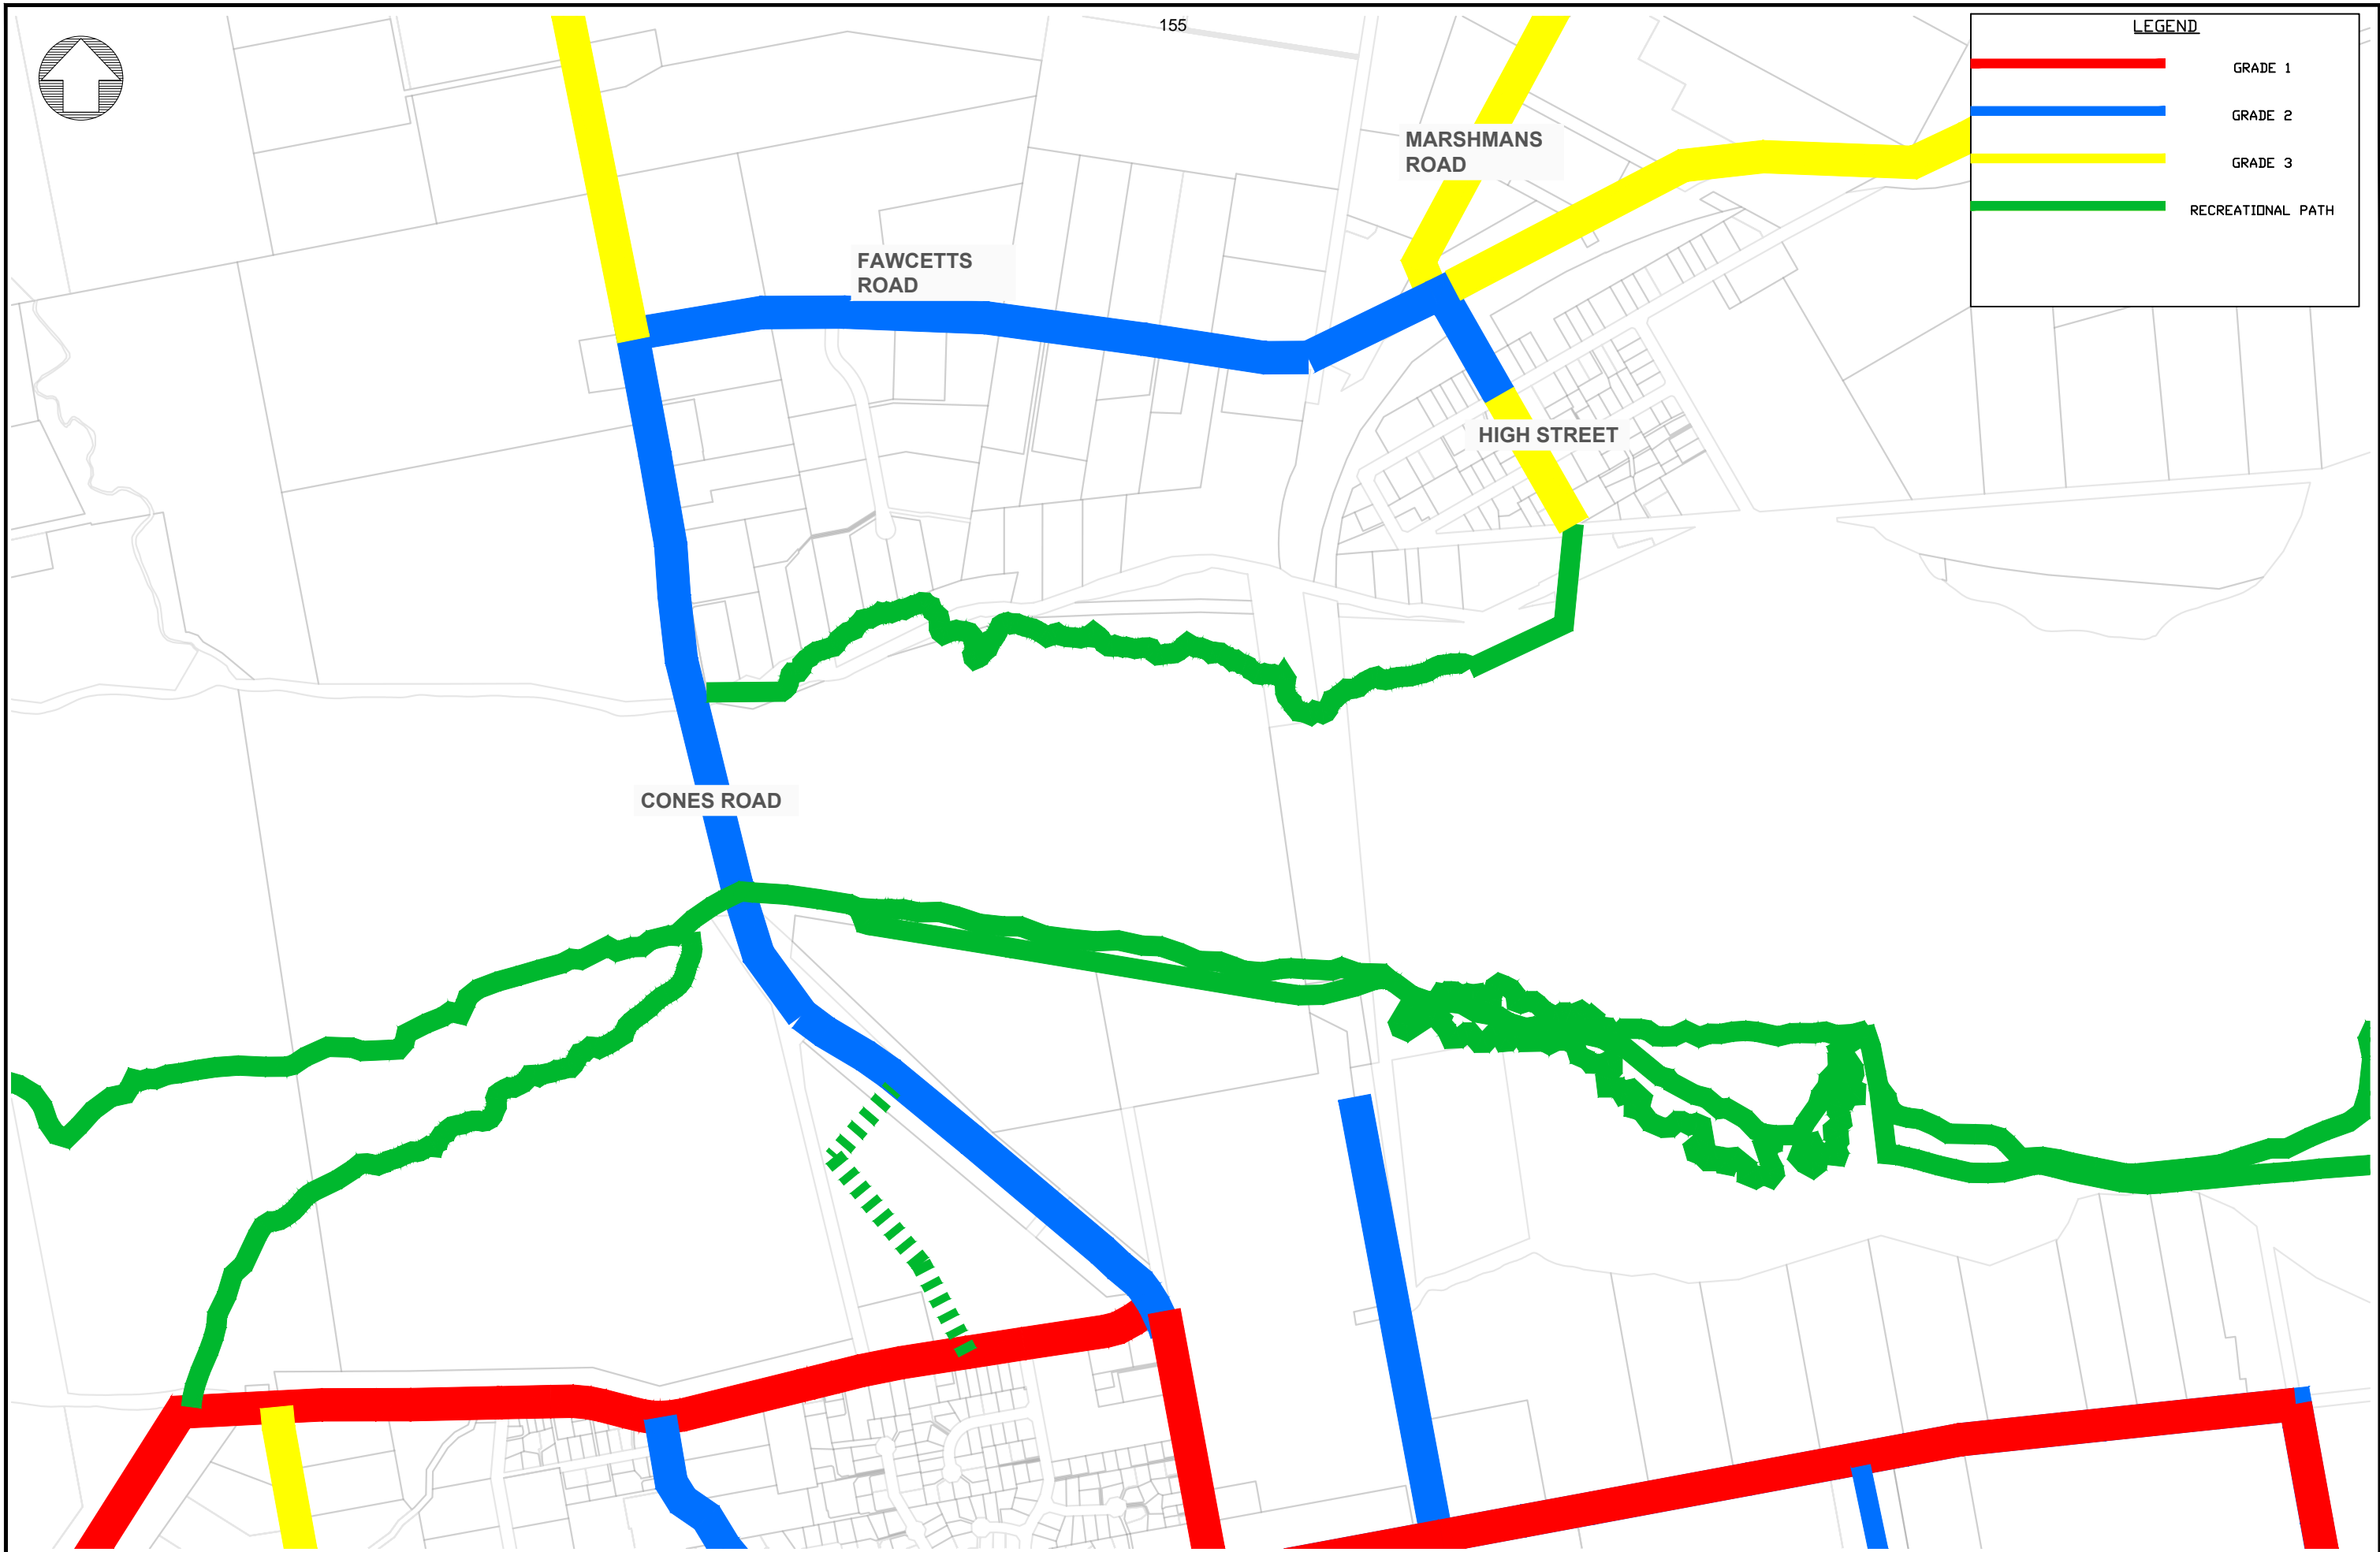 155
LEGEND
GRADE 1
GRADE 2
GRADE 3
RECREATIONAL PATH
MARSHMANS
ROAD
FAWCETTS
ROAD
HIGH STREET
CONES ROAD